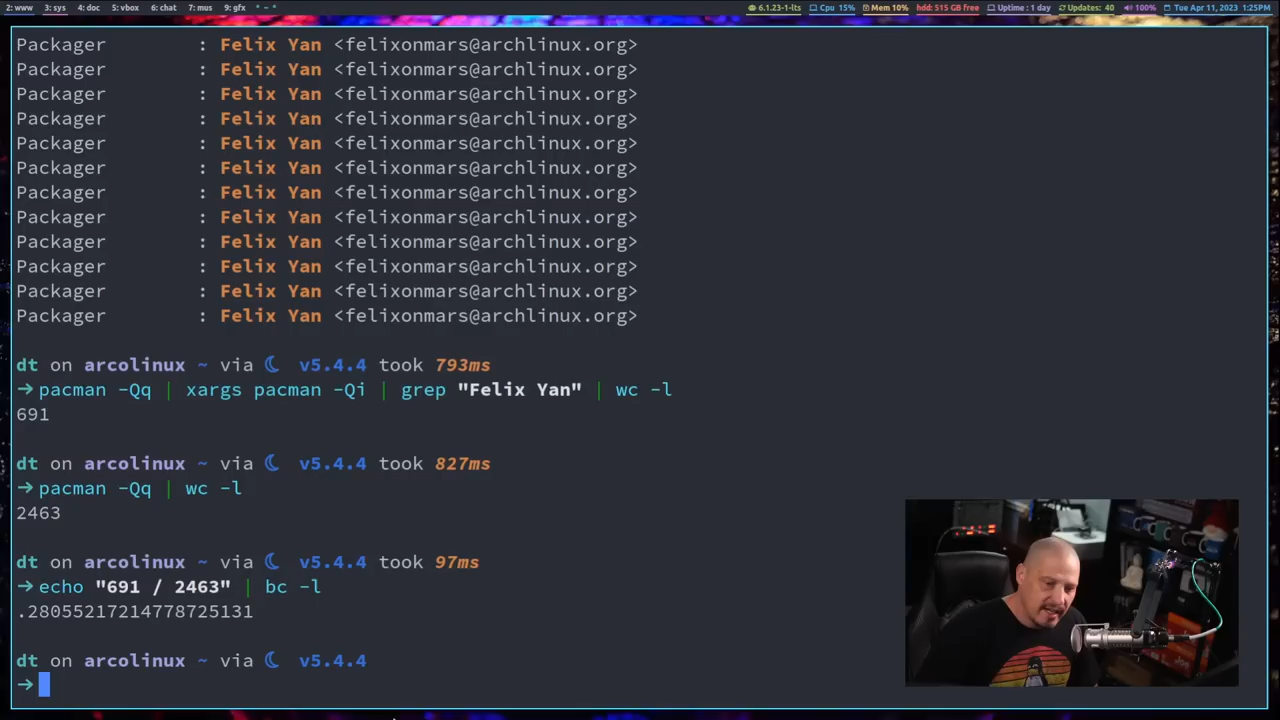 2: www 3: sys 4: doc 5: vbox 6: chat 7: mus 9: gfx 6.1.23-1-lts Cpu 15% Mem 10% hdd: 515 GB free Uptime : 1 day Updates: 40 100% Tue Apr 11, 2023 1:25PM
Packager : Felix Yan <felixonmars@archlinux.org>
Packager : Felix Yan <felixonmars@archlinux.org>
Packager : Felix Yan <felixonmars@archlinux.org>
Packager : Felix Yan <felixonmars@archlinux.org>
Packager : Felix Yan <felixonmars@archlinux.org>
Packager : Felix Yan <felixonmars@archlinux.org>
Packager : Felix Yan <felixonmars@archlinux.org>
Packager : Felix Yan <felixonmars@archlinux.org>
Packager : Felix Yan <felixonmars@archlinux.org>
Packager : Felix Yan <felixonmars@archlinux.org>
Packager : Felix Yan <felixonmars@archlinux.org>
Packager : Felix Yan <felixonmars@archlinux.org>
dt on arcolinux ~ via ☾ v5.4.4 took 793ms
→ pacman -Qq | xargs pacman -Qi | grep "Felix Yan" | wc -l
691
dt on arcolinux ~ via ☾ v5.4.4 took 827ms
→ pacman -Qq | wc -l
2463
dt on arcolinux ~ via ☾ v5.4.4 took 97ms
→ echo "691 / 2463" | bc -l
.28055217214778725131
dt on arcolinux ~ via ☾ v5.4.4
→